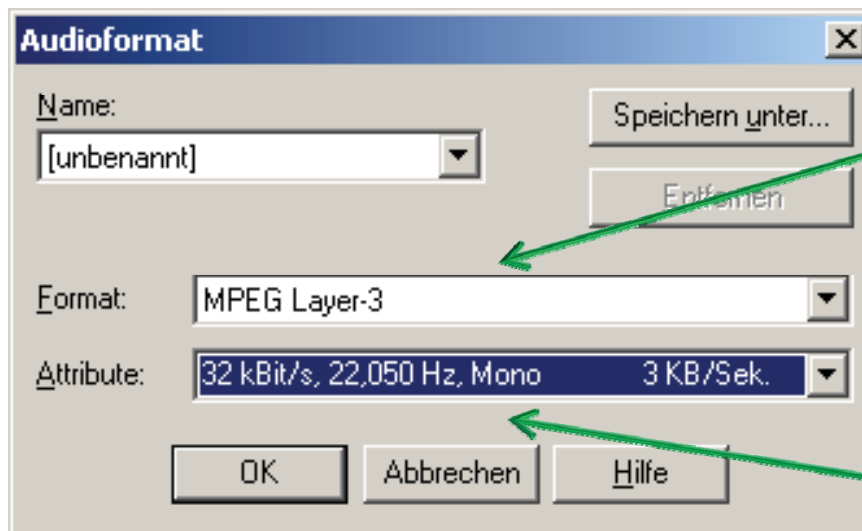 Audioformat
Name:
[unbenannt]
Speichern unter...
Entfernen
Format:
MPEG Layer-3
Attribute:
32 kBit/s, 22,050 Hz, Mono 3 KB/Sek.
OK
Abbrechen
Hilfe